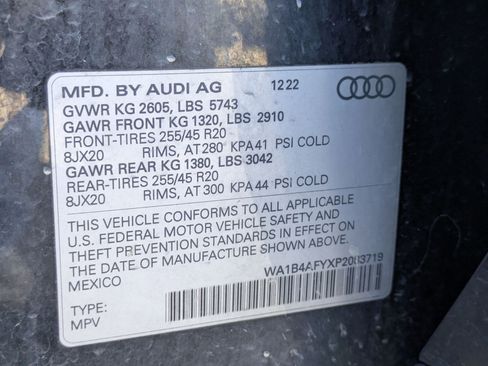 MFD. BY AUDI AG 12 22
GVWR KG 2605, LBS 5743
GAWR FRONT KG 1320, LBS 2910
FRONT-TIRES 255/45 R20
8JX20 RIMS, AT 280 KPA 41 PSI COLD
GAWR REAR KG 1380, LBS 3042
REAR-TIRES 255/45 R20
8JX20 RIMS, AT 300 KPA 44 PSI COLD
THIS VEHICLE CONFORMS TO ALL APPLICABLE
U.S. FEDERAL MOTOR VEHICLE SAFETY AND
THEFT PREVENTION STANDARDS IN EFFECT ON
THE DATE OF MANUFACTURE SHOWN ABOVE.
MEXICO
WA1B4AFYXP2083719
TYPE:
MPV